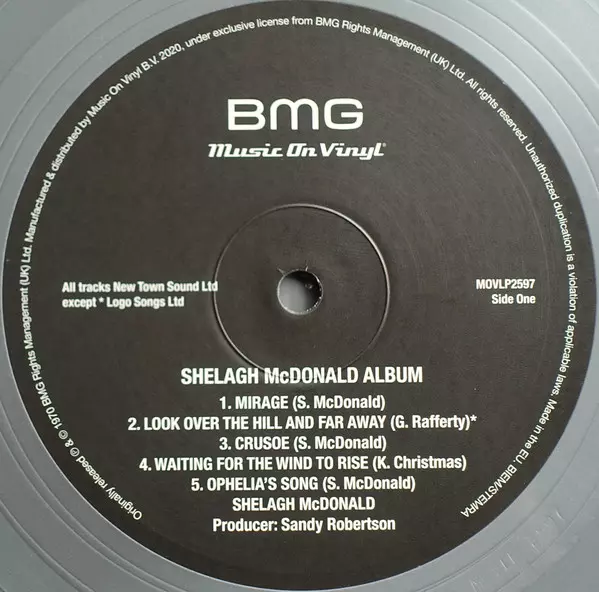 Originally released ℗ & © 1970 BMG Rights Management (UK) Ltd. Manufactured & distributed by Music On Vinyl B.V. 2020, under exclusive license from BMG Rights Management (UK) Ltd. All rights reserved. Unauthorized duplication is a violation of applicable laws. Made in the EU. BIEM/STEMRA
BMG
Music On Vinyl®
All tracks New Town Sound Ltd
except * Logo Songs Ltd
MOVLP2597
Side One
SHELAGH McDONALD ALBUM
1. MIRAGE (S. McDonald)
2. LOOK OVER THE HILL AND FAR AWAY (G. Rafferty)*
3. CRUSOE (S. McDonald)
4. WAITING FOR THE WIND TO RISE (K. Christmas)
5. OPHELIA'S SONG (S. McDonald)
SHELAGH McDONALD
Producer: Sandy Robertson